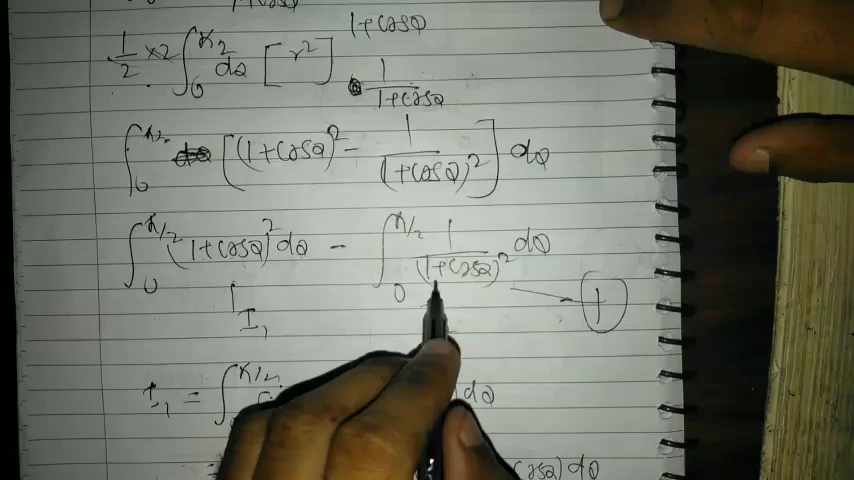 1+cosθ
1/2 ×2 ∫₀^π/2 dθ [r²] 1/(1+cosθ)
∫₀^π/2 [(1+cosθ)² - 1/(1+cosθ)²] dθ
∫₀^π/2 (1+cosθ)² dθ - ∫₀^π/2 1/(1+cosθ)² dθ
I₁
1
I₁ = ∫₀^π/2 dθ
= cosθ) dθ